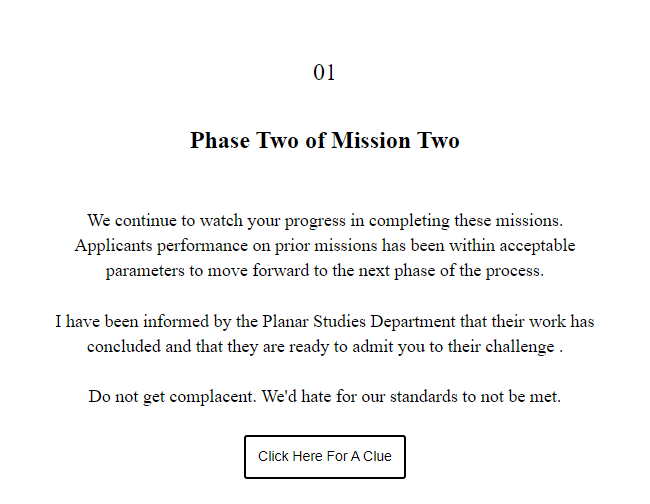 01
Phase Two of Mission Two
We continue to watch your progress in completing these missions.
Applicants performance on prior missions has been within acceptable
parameters to move forward to the next phase of the process.
I have been informed by the Planar Studies Department that their work has
concluded and that they are ready to admit you to their challenge .
Do not get complacent. We'd hate for our standards to not be met.
Click Here For A Clue